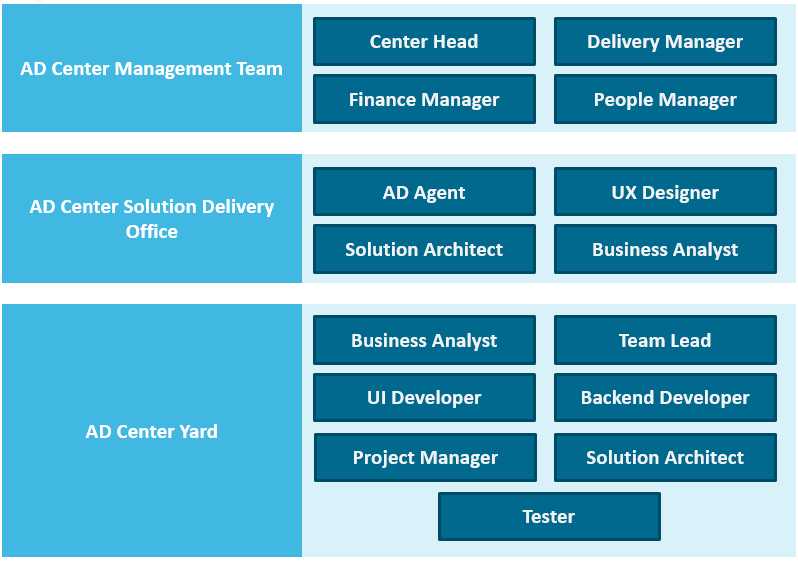 AD Center Management Team
Center Head
Delivery Manager
Finance Manager
People Manager
AD Center Solution Delivery
Office
AD Agent
UX Designer
Solution Architect
Business Analyst
AD Center Yard
Business Analyst
Team Lead
UI Developer
Backend Developer
Project Manager
Solution Architect
Tester